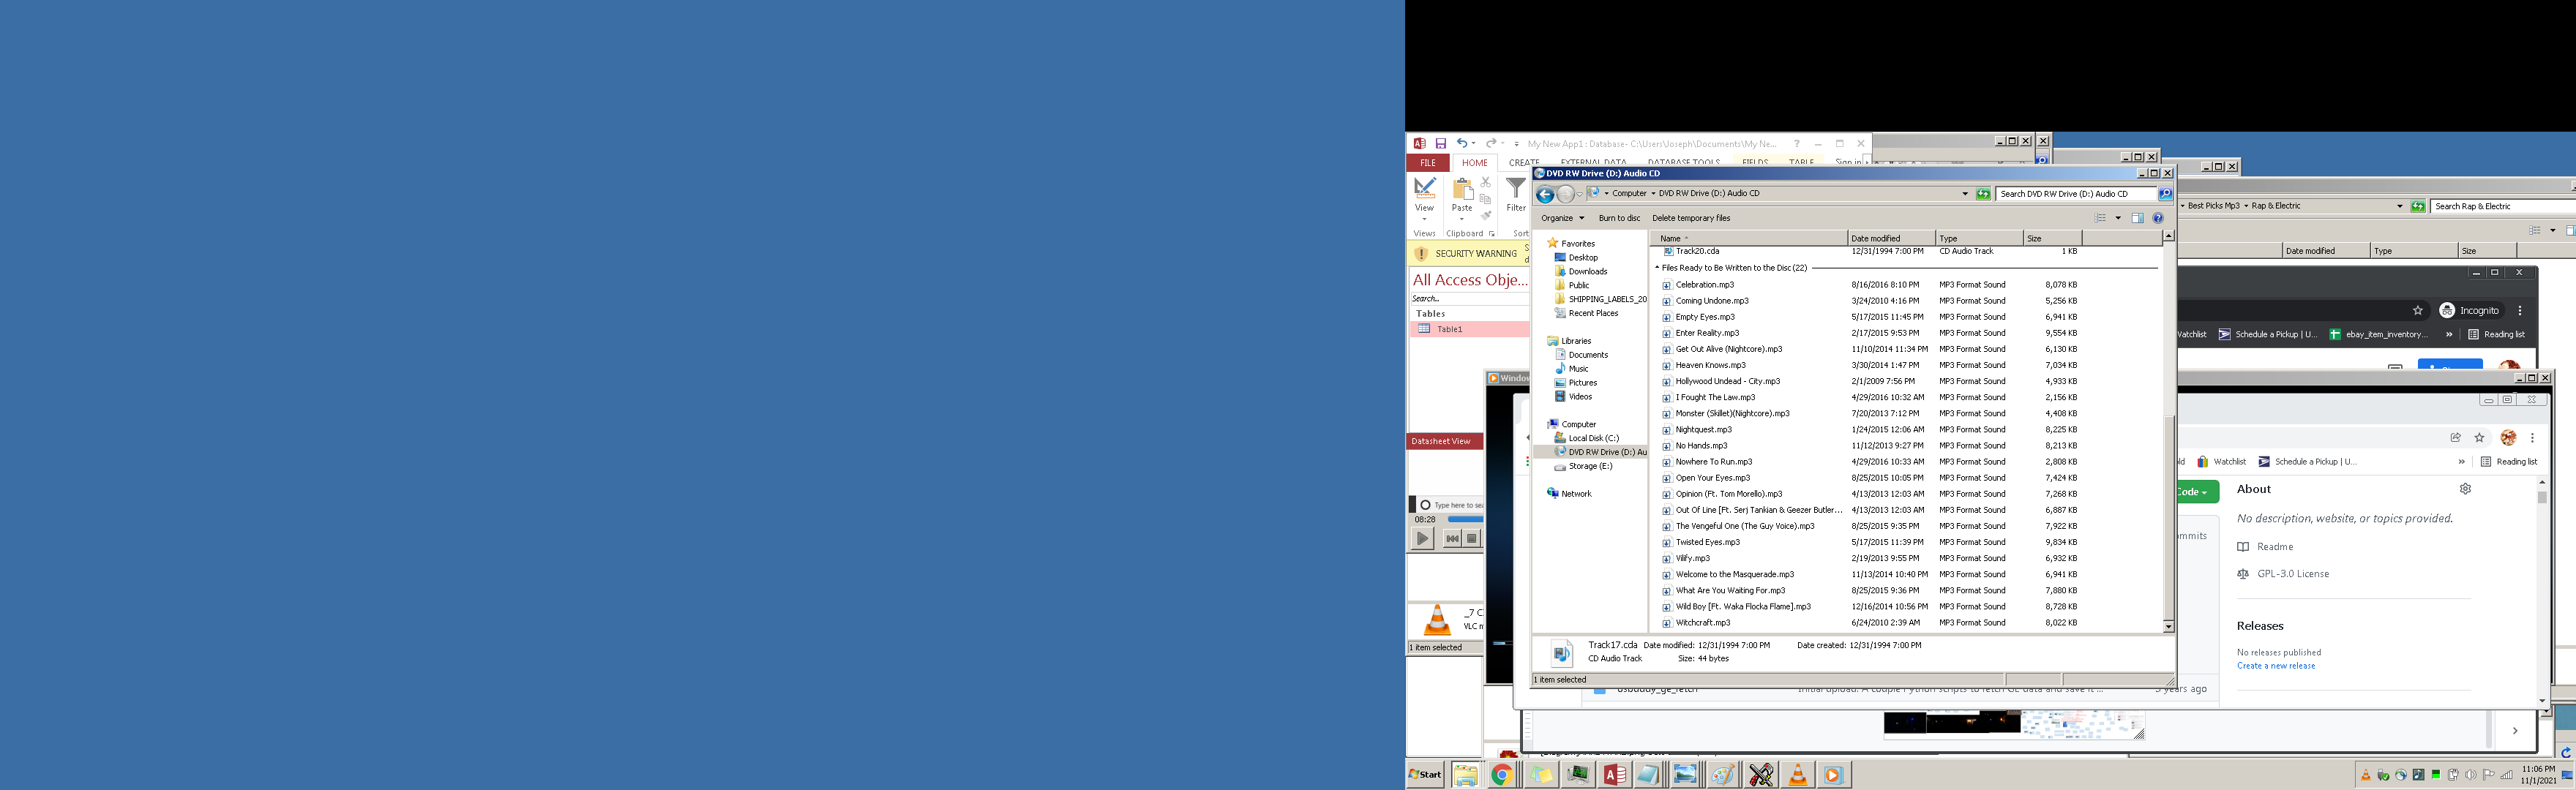 My New App1 : Database- C:\Users\Joseph\Documents\My Ne...
FILE HOME CREATE EXTERNAL DATA DATABASE TOOLS FIELDS TABLE Sign in
View Paste Filter
Views Clipboard Sort
SECURITY WARNING
All Access Obje...
Search...
Tables
Table1
Datasheet View
Type here to sea
08:28
VLC m
1 item selected
Window
DVD RW Drive (D:) Audio CD
Computer DVD RW Drive (D:) Audio CD Search DVD RW Drive (D:) Audio CD
Organize Burn to disc Delete temporary files
Favorites
Desktop
Downloads
Public
SHIPPING_LABELS_20
Recent Places
Libraries
Documents
Music
Pictures
Videos
Computer
Local Disk (C:)
DVD RW Drive (D:) Au
Storage (E:)
Network
Name Date modified Type Size
Track20.cda 12/31/1994 7:00 PM CD Audio Track 1 KB
Files Ready to Be Written to the Disc (22)
Celebration.mp3 8/16/2016 8:10 PM MP3 Format Sound 8,078 KB
Coming Undone.mp3 3/24/2010 4:16 PM MP3 Format Sound 5,256 KB
Empty Eyes.mp3 5/17/2015 11:45 PM MP3 Format Sound 6,941 KB
Enter Reality.mp3 2/17/2015 9:53 PM MP3 Format Sound 9,554 KB
Get Out Alive (Nightcore).mp3 11/10/2014 11:34 PM MP3 Format Sound 6,130 KB
Heaven Knows.mp3 3/30/2014 1:47 PM MP3 Format Sound 7,034 KB
Hollywood Undead - City.mp3 2/1/2009 7:56 PM MP3 Format Sound 4,933 KB
I Fought The Law.mp3 4/29/2016 10:32 AM MP3 Format Sound 2,156 KB
Monster (Skillet)(Nightcore).mp3 7/20/2013 7:12 PM MP3 Format Sound 4,408 KB
Nightquest.mp3 1/24/2015 12:06 AM MP3 Format Sound 8,225 KB
No Hands.mp3 11/12/2013 9:27 PM MP3 Format Sound 8,213 KB
Nowhere To Run.mp3 4/29/2016 10:33 AM MP3 Format Sound 2,808 KB
Open Your Eyes.mp3 8/25/2015 10:05 PM MP3 Format Sound 7,424 KB
Opinion (Ft. Tom Morello).mp3 4/13/2013 12:03 AM MP3 Format Sound 7,268 KB
Out Of Line [Ft. Serj Tankian & Geezer Butler... 4/13/2013 12:03 AM MP3 Format Sound 6,887 KB
The Vengeful One (The Guy Voice).mp3 8/25/2015 9:35 PM MP3 Format Sound 7,922 KB
Twisted Eyes.mp3 5/17/2015 11:39 PM MP3 Format Sound 9,834 KB
Vilify.mp3 2/19/2013 9:55 PM MP3 Format Sound 6,932 KB
Welcome to the Masquerade.mp3 11/13/2014 10:40 PM MP3 Format Sound 6,941 KB
What Are You Waiting For.mp3 8/25/2015 9:36 PM MP3 Format Sound 7,880 KB
Wild Boy [Ft. Waka Flocka Flame].mp3 12/16/2014 10:56 PM MP3 Format Sound 8,728 KB
Witchcraft.mp3 6/24/2010 2:39 AM MP3 Format Sound 8,022 KB
Track17.cda Date modified: 12/31/1994 7:00 PM Date created: 12/31/1994 7:00 PM
CD Audio Track Size: 44 bytes
1 item selected
Best Picks Mp3 Rap & Electric Search Rap & Electric
Date modified Type Size
Incognito
Watchlist Schedule a Pickup | U... ebay_item_inventory... » Reading list
Watchlist Schedule a Pickup | U... » Reading list
Code
About
No description, website, or topics provided.
Readme
GPL-3.0 License
Releases
No releases published
Create a new release
ommits
Initial upload. A couple Python scripts to fetch GE data and save it ... 5 years ago
Start
11:06 PM
11/1/2021